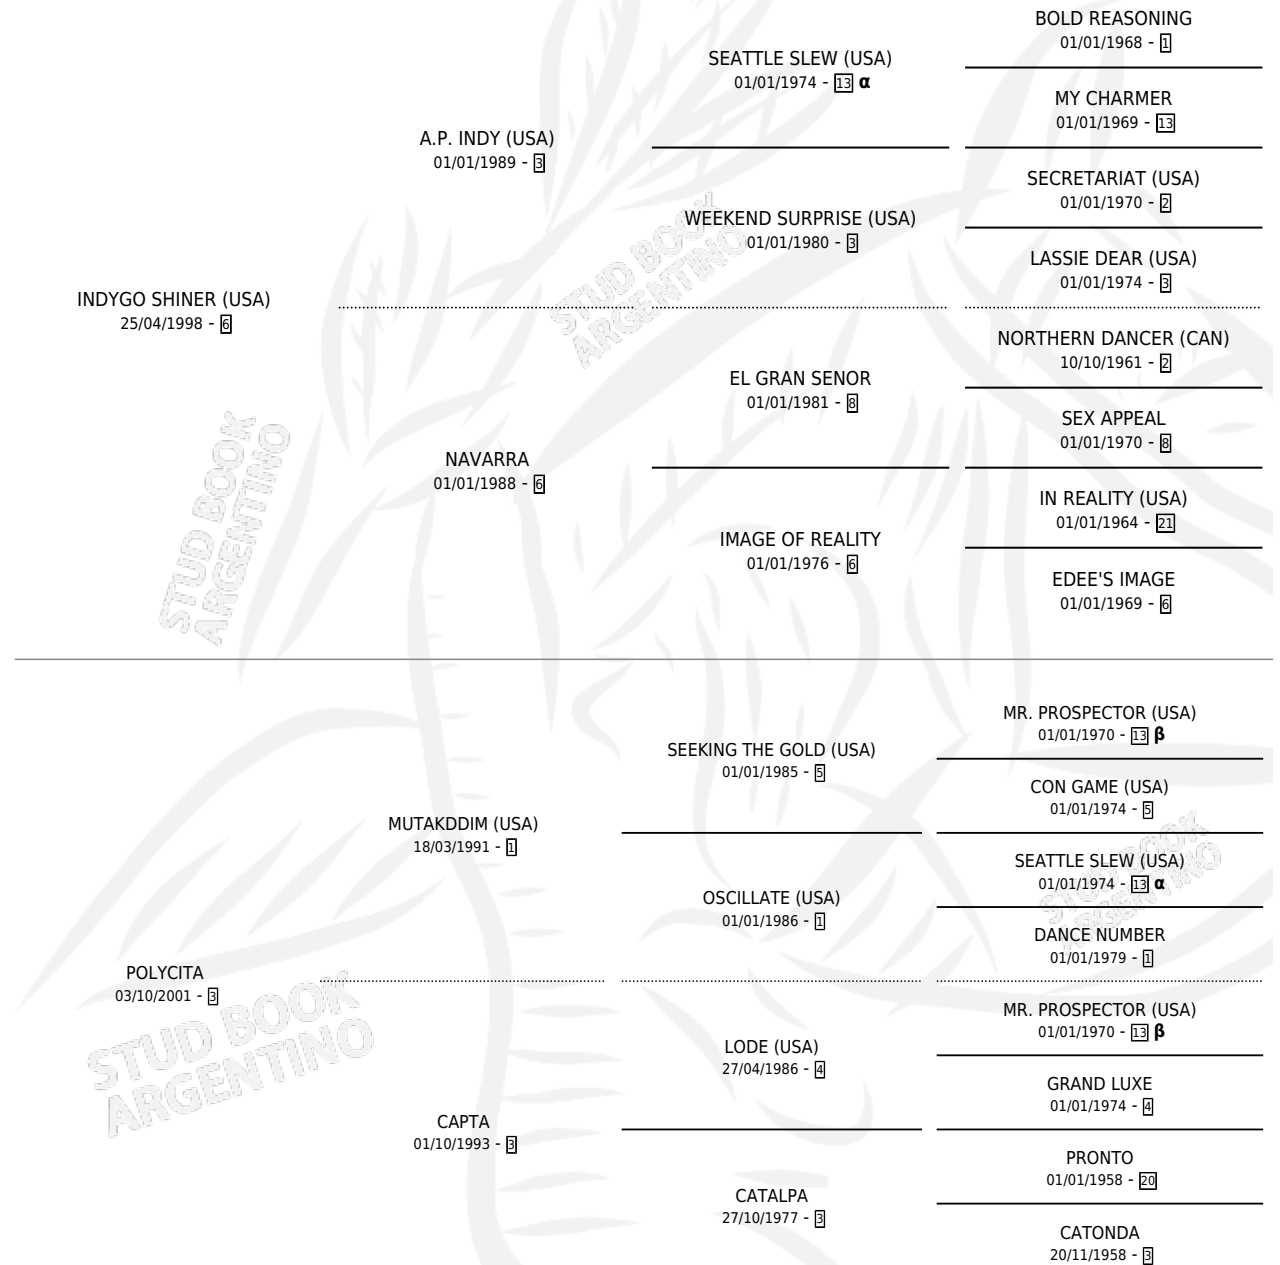 BOLD REASONING
01/01/1968 - 1
SEATTLE SLEW (USA)
01/01/1974 - 13 α
MY CHARMER
01/01/1969 - 13
A.P. INDY (USA)
01/01/1989 - 3
SECRETARIAT (USA)
01/01/1970 - 2
WEEKEND SURPRISE (USA)
01/01/1980 - 3
LASSIE DEAR (USA)
01/01/1974 - 3
INDYGO SHINER (USA)
25/04/1998 - 6
NORTHERN DANCER (CAN)
10/10/1961 - 2
EL GRAN SENOR
01/01/1981 - 8
SEX APPEAL
01/01/1970 - 8
NAVARRA
01/01/1988 - 6
IN REALITY (USA)
01/01/1964 - 21
IMAGE OF REALITY
01/01/1976 - 6
EDEE'S IMAGE
01/01/1969 - 6
MR. PROSPECTOR (USA)
01/01/1970 - 13 β
SEEKING THE GOLD (USA)
01/01/1985 - 5
CON GAME (USA)
01/01/1974 - 5
MUTAKDDIM (USA)
18/03/1991 - 1
SEATTLE SLEW (USA)
01/01/1974 - 13 α
OSCILLATE (USA)
01/01/1986 - 1
DANCE NUMBER
01/01/1979 - 1
POLYCITA
03/10/2001 - 3
MR. PROSPECTOR (USA)
01/01/1970 - 13 β
LODE (USA)
27/04/1986 - 4
GRAND LUXE
01/01/1974 - 4
CAPTA
01/10/1993 - 3
PRONTO
01/01/1958 - 20
CATALPA
27/10/1977 - 3
CATONDA
20/11/1958 - 3
STUD BOOK
ARGENTINO
STUD BOOK
ARGENTINO
STUD BOOK
ARGENTINO
STUD BOOK
ARGENTINO